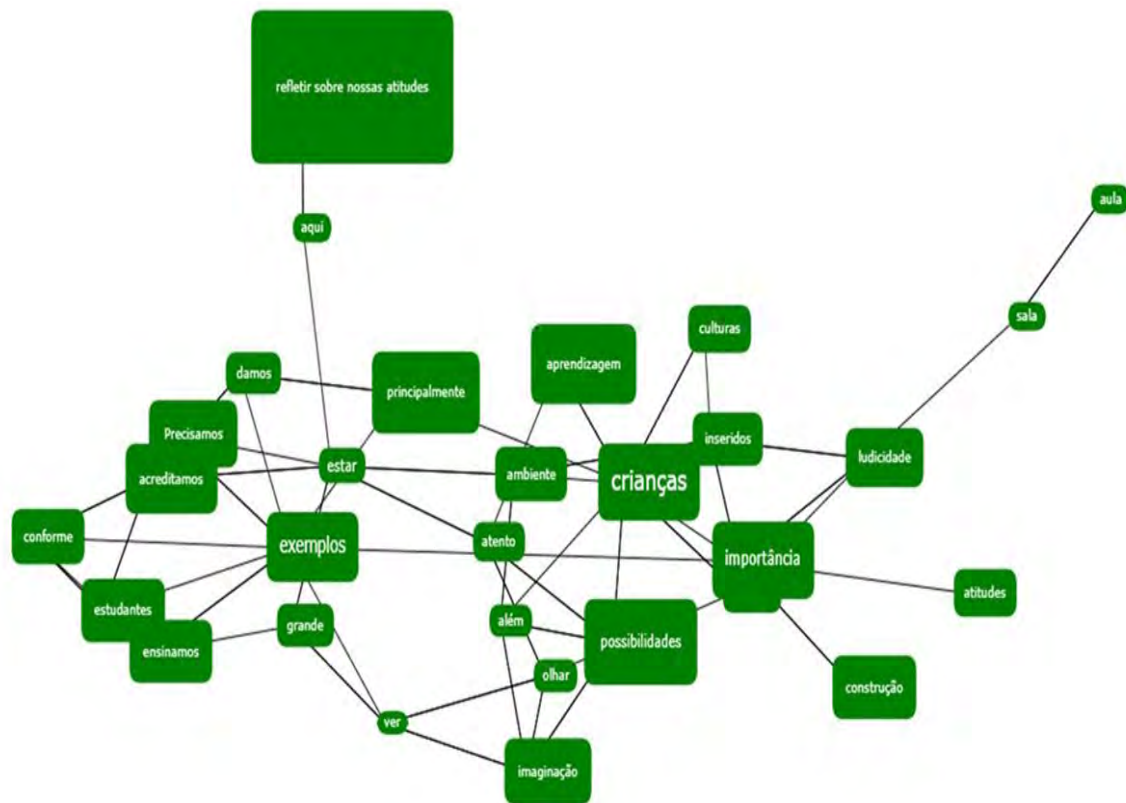 refletir sobre nossas atitudes
aula
aqui
sala
culturas
aprendizagem
damos
principalmente
Precisamos
inseridos
ludicidade
estar
acreditamos
ambiente
crianças
conforme
exemplos
atento
importância
atitudes
estudantes
grande
além
possibilidades
ensinamos
olhar
construção
ver
imaginação